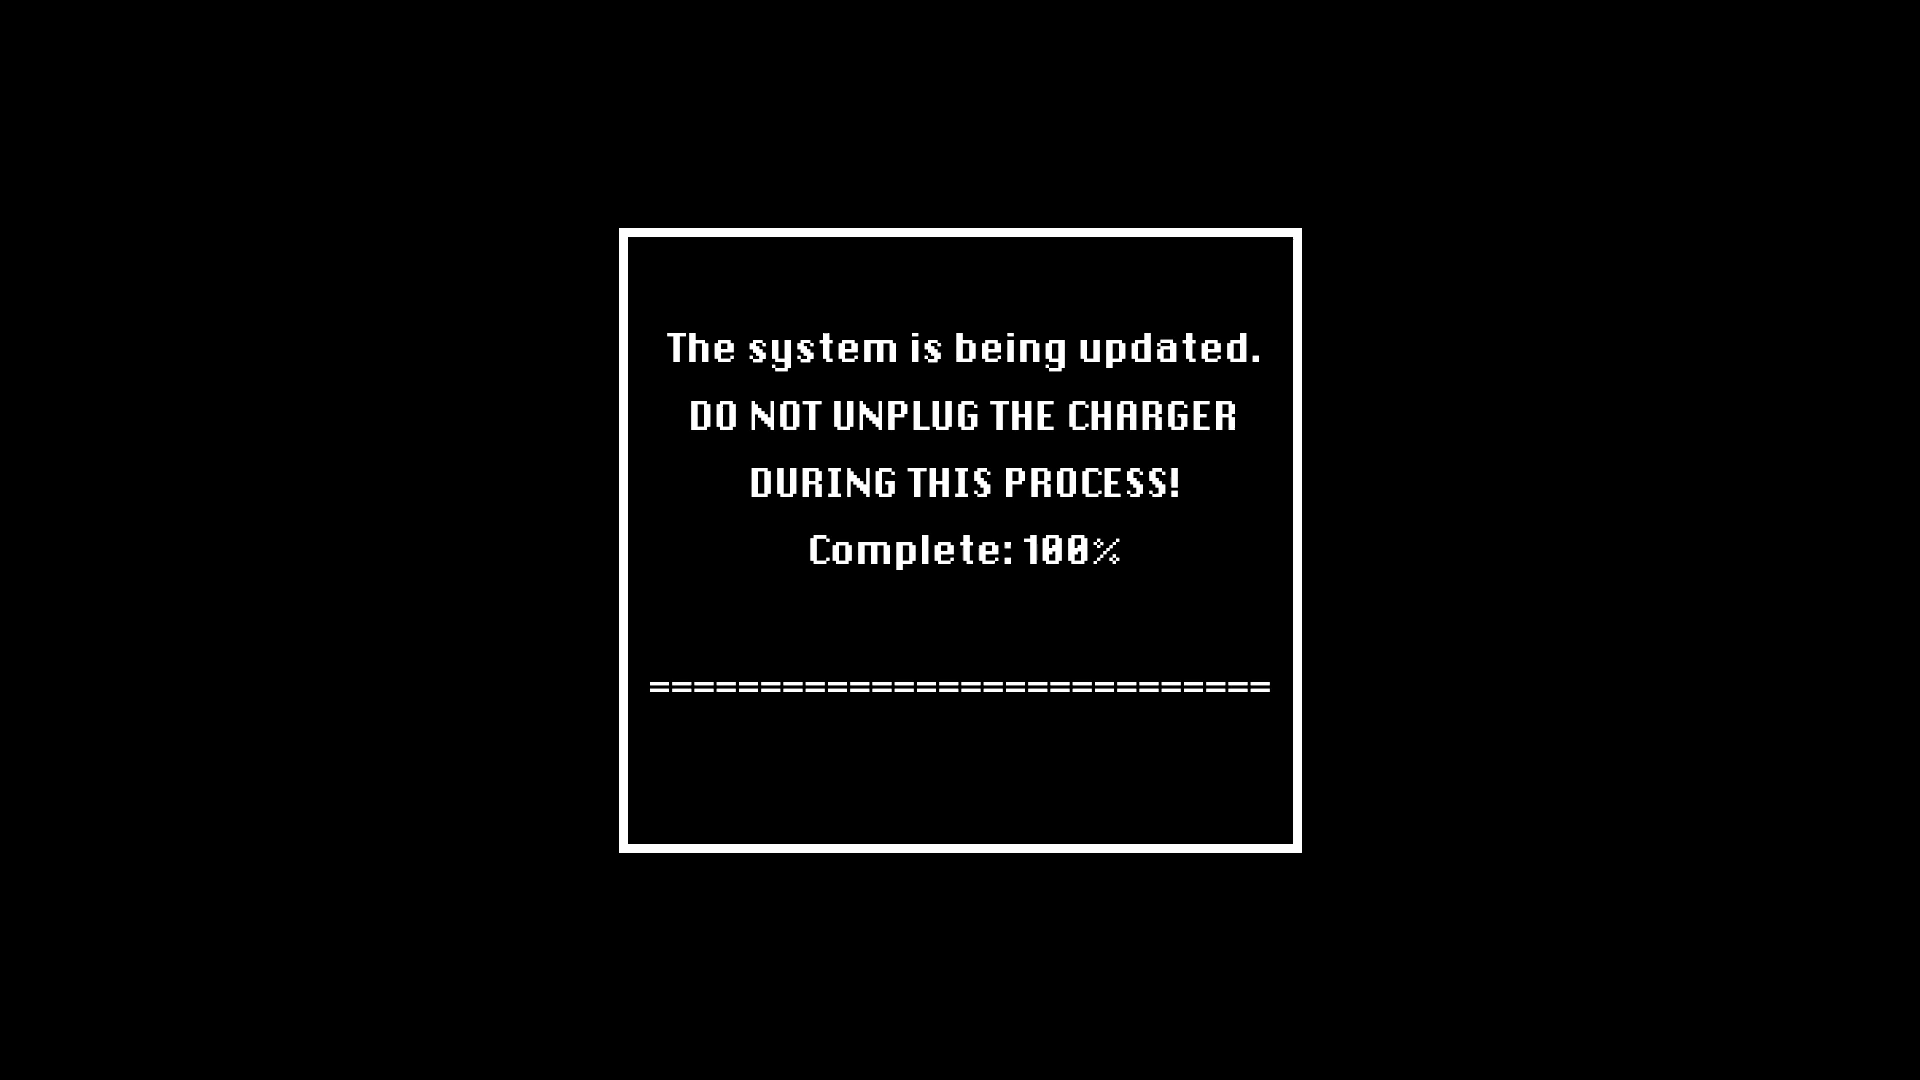 The system is being updated.
DO NOT UNPLUG THE CHARGER
DURING THIS PROCESS!
Complete: 100%
============================